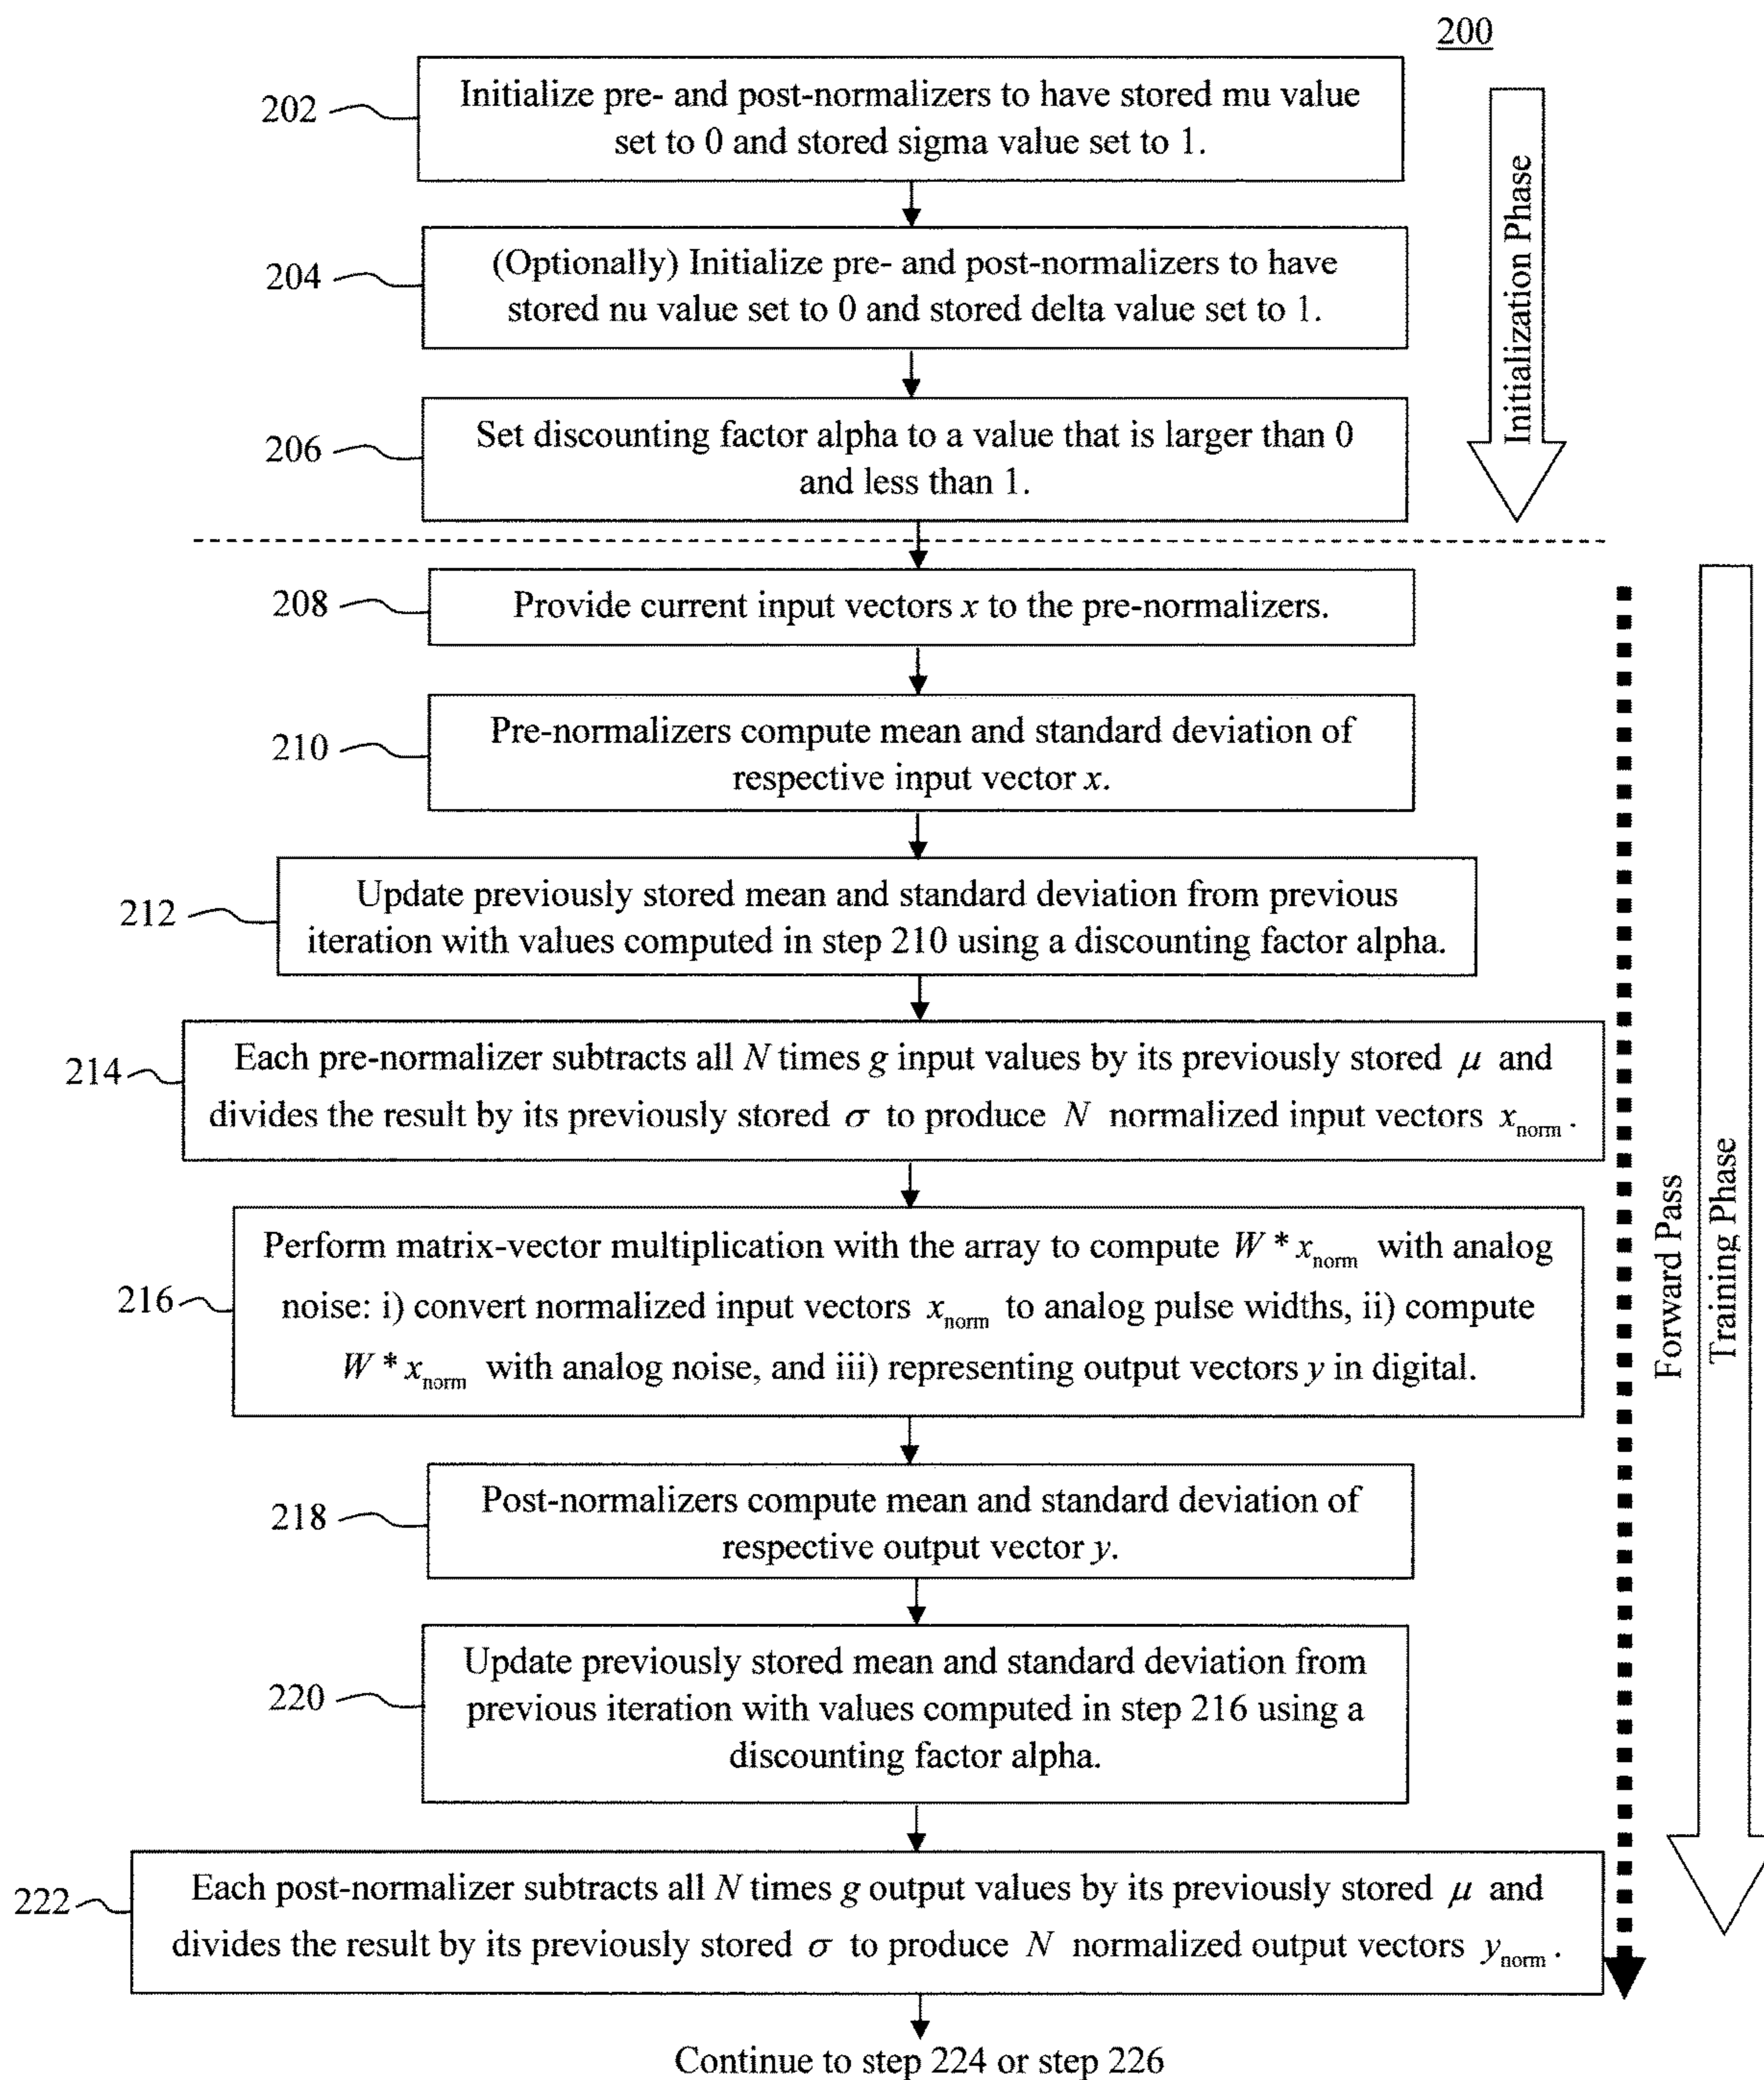 200
202
Initialize pre- and post-normalizers to have stored mu value
set to 0 and stored sigma value set to 1.
204
(Optionally) Initialize pre- and post-normalizers to have
stored nu value set to 0 and stored delta value set to 1.
206
Set discounting factor alpha to a value that is larger than 0
and less than 1.
Initialization Phase
208
Provide current input vectors x to the pre-normalizers.
210
Pre-normalizers compute mean and standard deviation of
respective input vector x.
212
Update previously stored mean and standard deviation from previous
iteration with values computed in step 210 using a discounting factor alpha.
214
Each pre-normalizer subtracts all N times g input values by its previously stored μ and
divides the result by its previously stored σ to produce N normalized input vectors x_norm.
216
Perform matrix-vector multiplication with the array to compute W * x_norm with analog
noise: i) convert normalized input vectors x_norm to analog pulse widths, ii) compute
W * x_norm with analog noise, and iii) representing output vectors y in digital.
218
Post-normalizers compute mean and standard deviation of
respective output vector y.
220
Update previously stored mean and standard deviation from
previous iteration with values computed in step 216 using a
discounting factor alpha.
222
Each post-normalizer subtracts all N times g output values by its previously stored μ and
divides the result by its previously stored σ to produce N normalized output vectors y_norm.
Forward Pass
Training Phase
Continue to step 224 or step 226